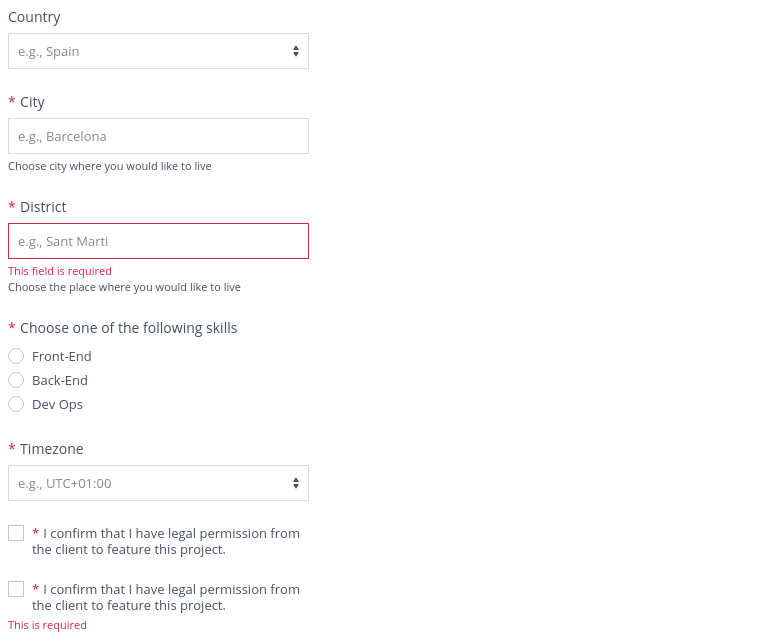 Country
e.g., Spain
* City
e.g., Barcelona
Choose city where you would like to live
* District
e.g., Sant Marti
This field is required
Choose the place where you would like to live
* Choose one of the following skills
Front-End
Back-End
Dev Ops
* Timezone
e.g., UTC+01:00
* I confirm that I have legal permission from
the client to feature this project.
* I confirm that I have legal permission from
the client to feature this project.
This is required